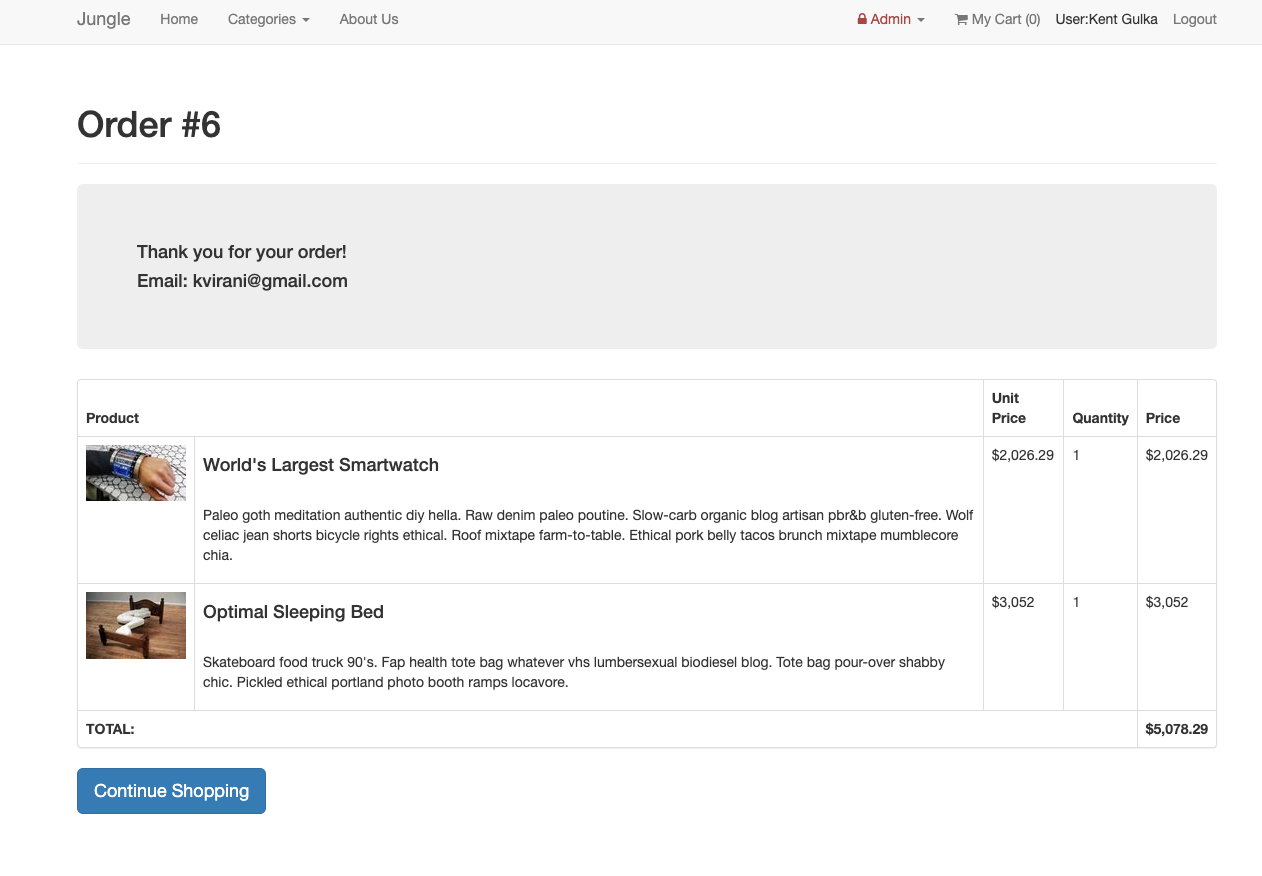 Jungle Home Categories About Us Admin My Cart (0) User:Kent Gulka Logout
Order #6
Thank you for your order!
Email: kvirani@gmail.com
Product Unit Price Quantity Price
World's Largest Smartwatch $2,026.29 1 $2,026.29
Paleo goth meditation authentic diy hella. Raw denim paleo poutine. Slow-carb organic blog artisan pbr&b gluten-free. Wolf
celiac jean shorts bicycle rights ethical. Roof mixtape farm-to-table. Ethical pork belly tacos brunch mixtape mumblecore
chia.
Optimal Sleeping Bed $3,052 1 $3,052
Skateboard food truck 90's. Fap health tote bag whatever vhs lumbersexual biodiesel blog. Tote bag pour-over shabby
chic. Pickled ethical portland photo booth ramps locavore.
TOTAL: $5,078.29
Continue Shopping